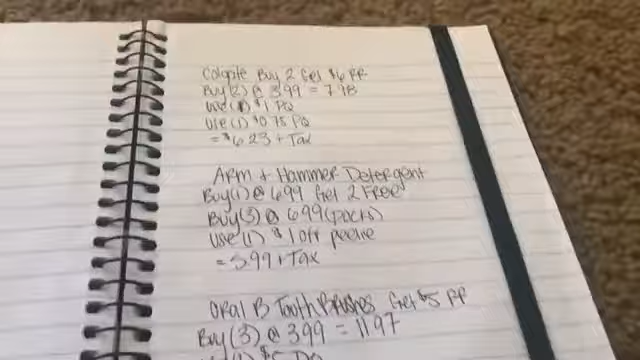 Colgate Buy 2 Get $6 RR
Buy(2) @ 3.99 = 7.98
Use(1) $1 PQ
Use(1) $0.75 PQ
= $6.23 + Tax
Arm + Hammer Detergent
Buy(1) @ 6.99 Get 2 Free
Buy(3) @ 6.99 (packs)
Use(1) $1 off peelie
= 3.99 + Tax
Oral B ToothBrushes Get $5 RR
Buy(3) @ 3.99 = 11.97